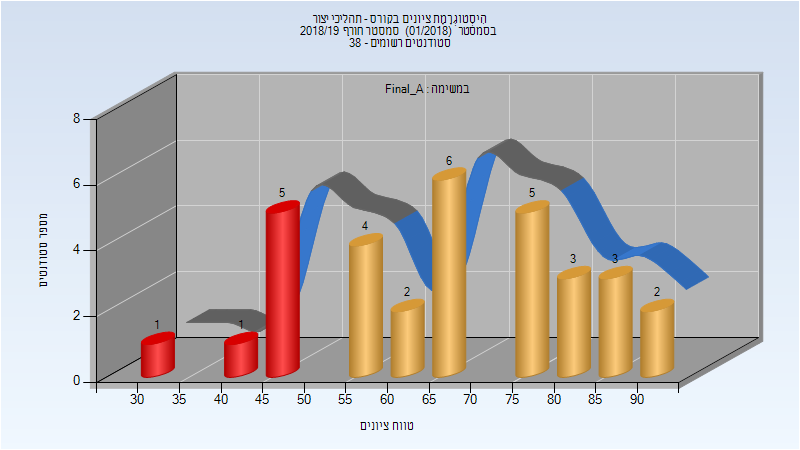 היסטוגרמת ציונים בקורס - תהליכי יצור
בסמסטר (01/2018) סמסטר חורף 2018/19
סטודנטים רשומים - 38
במשימה : Final_A
מספר סטודנטים
8
6
4
2
0
1
1
5
4
2
6
5
3
3
2
30 35 40 45 50 55 60 65 70 75 80 85 90
טווח ציונים